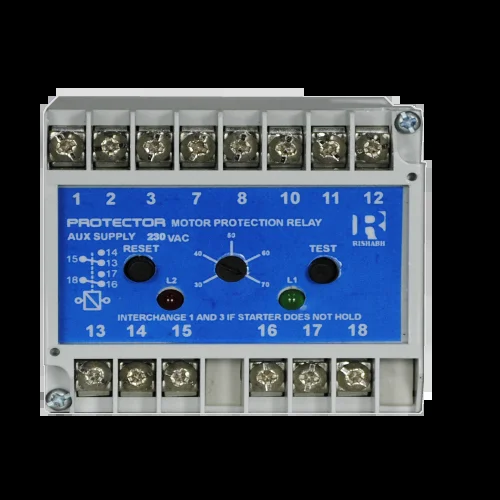 1 2 3 7 8 10 11 12
PROTECTOR MOTOR PROTECTION RELAY
R
RISHABH
AUX SUPPLY 230 VAC
RESET
TEST
15 14
13
18 17
16
30 40 50 60 70
L2
L1
INTERCHANGE 1 AND 3 IF STARTER DOES NOT HOLD
13 14 15 16 17 18